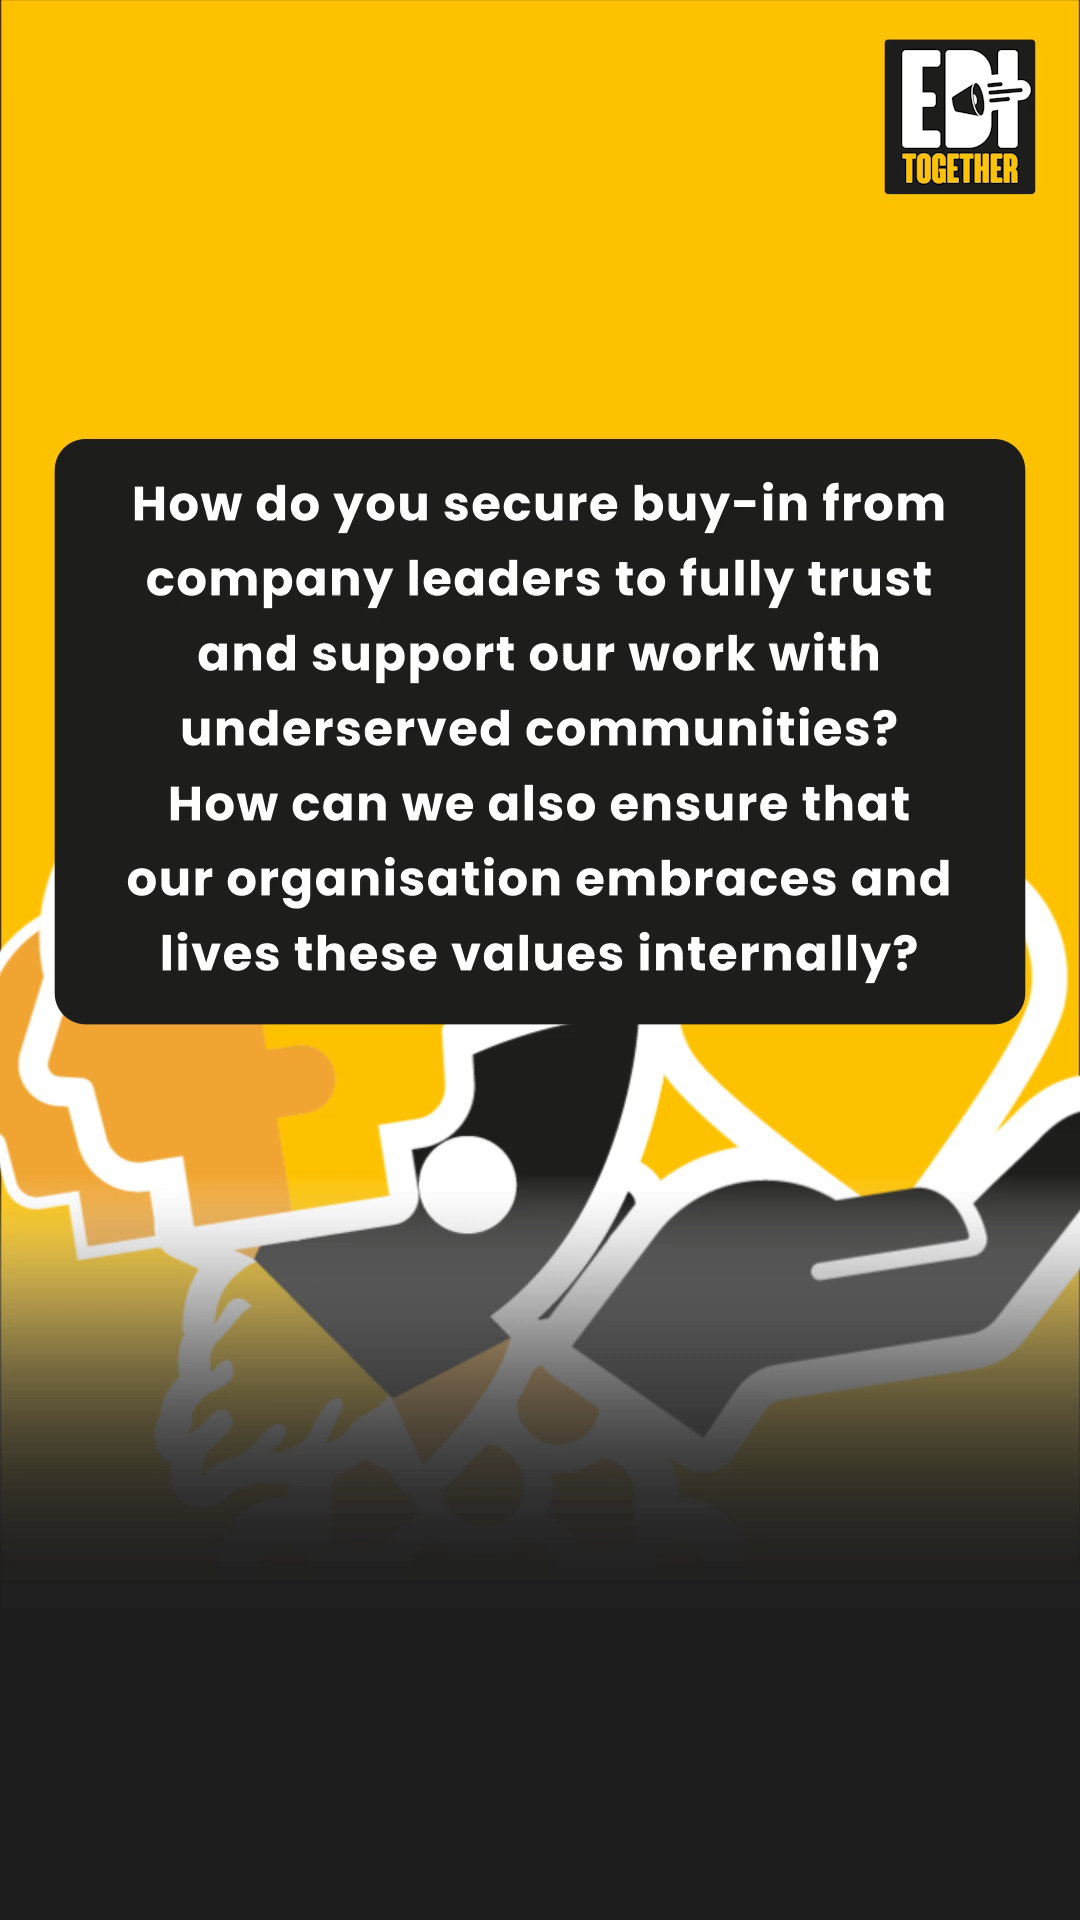 EDI
TOGETHER
How do you secure buy-in from
company leaders to fully trust
and support our work with
underserved communities?
How can we also ensure that
our organisation embraces and
lives these values internally?